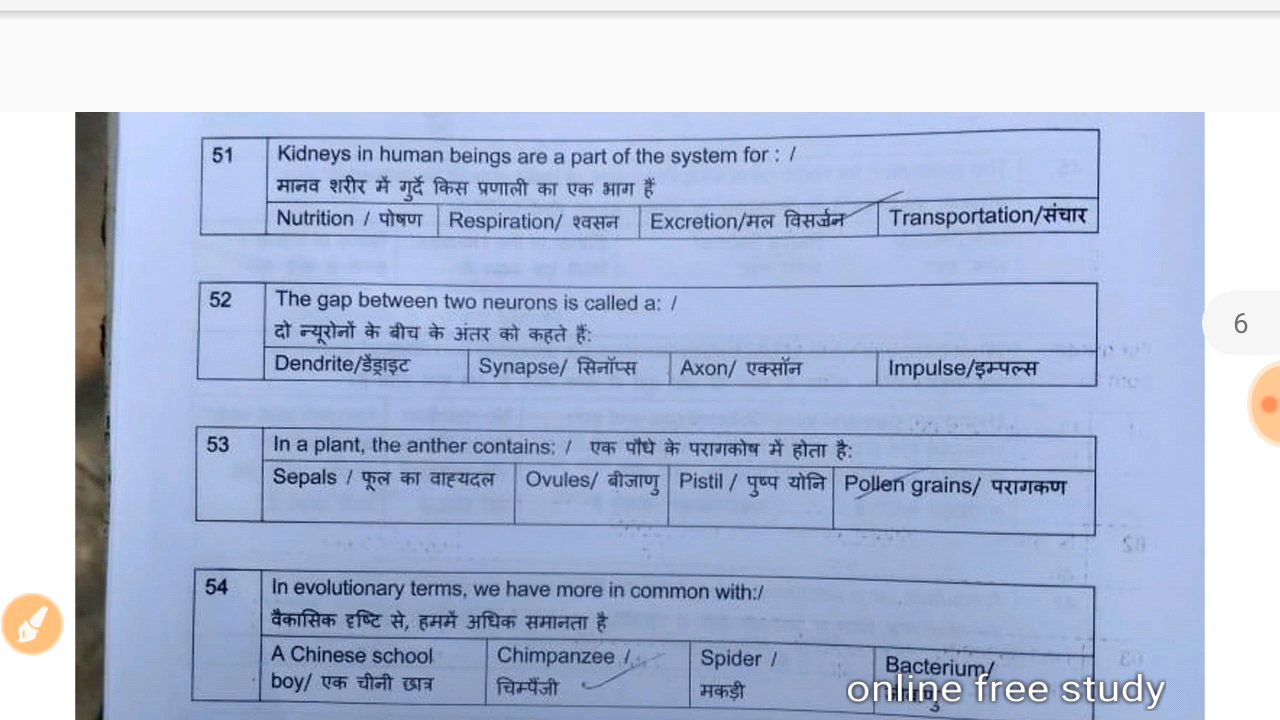 51
Kidneys in human beings are a part of the system for : /
मानव शरीर में गुर्दे किस प्रणाली का एक भाग हैं
Nutrition / पोषण Respiration/ श्वसन Excretion/मल विसर्जन Transportation/संचार
52
The gap between two neurons is called a: /
दो न्यूरोनों के बीच के अंतर को कहते हैं:
Dendrite/डेंड्राइट Synapse/ सिनॉप्स Axon/ एक्सॉन Impulse/इम्पल्स
6
53
In a plant, the anther contains: / एक पौधे के परागकोष में होता है:
Sepals / फूल का वाह्यदल Ovules/ बीजाणु Pistil / पुष्प योनि Pollen grains/ परागकण
54
In evolutionary terms, we have more in common with:/
वैकासिक दृष्टि से, हममें अधिक समानता है
A Chinese school Chimpanzee / Spider / Bacterium/
boy/ एक चीनी छात्र चिम्पैंजी मकड़ी
online free study